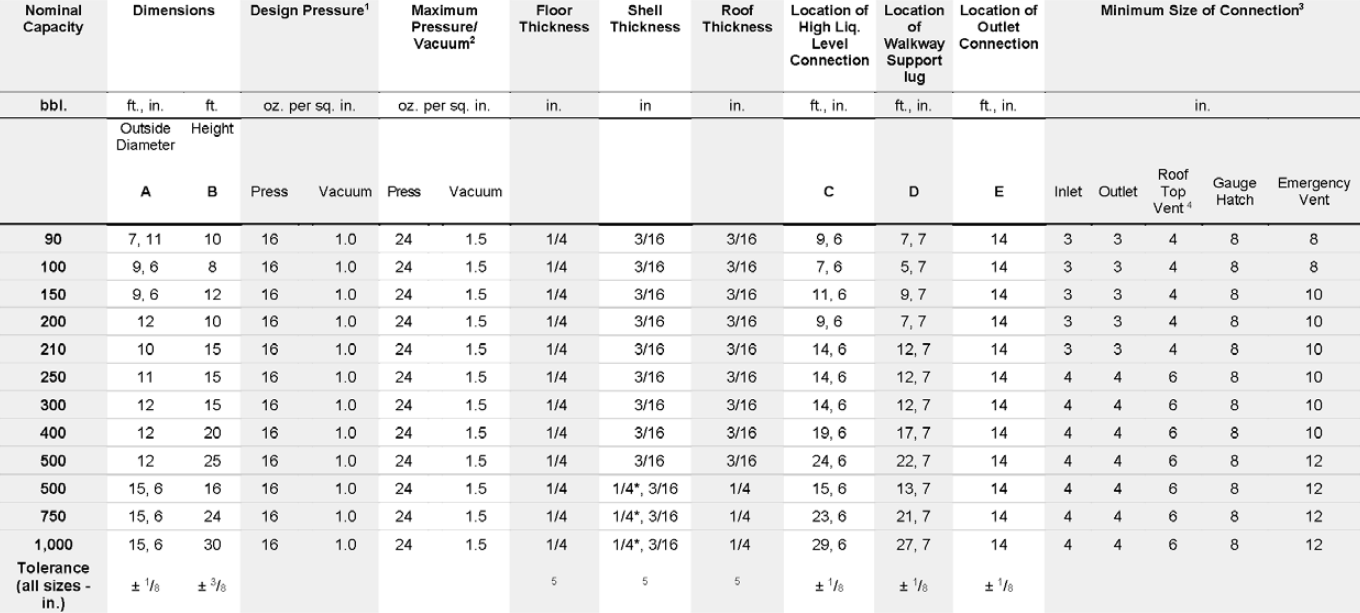 Nominal Capacity Dimensions Design Pressure¹ Maximum Pressure/ Vacuum² Floor Thickness Shell Thickness Roof Thickness Location of High Liq. Level Connection Location of Walkway Support lug Location of Outlet Connection Minimum Size of Connection³
bbl. ft., in. ft. oz. per sq. in. oz. per sq. in. in. in in. ft., in. ft., in. ft., in. in.
Outside Diameter Height
A B Press Vacuum Press Vacuum C D E Inlet Outlet Roof Top Vent ⁴ Gauge Hatch Emergency Vent
90 7, 11 10 16 1.0 24 1.5 1/4 3/16 3/16 9, 6 7, 7 14 3 3 4 8 8
100 9, 6 8 16 1.0 24 1.5 1/4 3/16 3/16 7, 6 5, 7 14 3 3 4 8 8
150 9, 6 12 16 1.0 24 1.5 1/4 3/16 3/16 11, 6 9, 7 14 3 3 4 8 10
200 12 10 16 1.0 24 1.5 1/4 3/16 3/16 9, 6 7, 7 14 3 3 4 8 10
210 10 15 16 1.0 24 1.5 1/4 3/16 3/16 14, 6 12, 7 14 3 3 4 8 10
250 11 15 16 1.0 24 1.5 1/4 3/16 3/16 14, 6 12, 7 14 4 4 6 8 10
300 12 15 16 1.0 24 1.5 1/4 3/16 3/16 14, 6 12, 7 14 4 4 6 8 10
400 12 20 16 1.0 24 1.5 1/4 3/16 3/16 19, 6 17, 7 14 4 4 6 8 10
500 12 25 16 1.0 24 1.5 1/4 3/16 3/16 24, 6 22, 7 14 4 4 6 8 12
500 15, 6 16 16 1.0 24 1.5 1/4 1/4*, 3/16 1/4 15, 6 13, 7 14 4 4 6 8 12
750 15, 6 24 16 1.0 24 1.5 1/4 1/4*, 3/16 1/4 23, 6 21, 7 14 4 4 6 8 12
1,000 15, 6 30 16 1.0 24 1.5 1/4 1/4*, 3/16 1/4 29, 6 27, 7 14 4 4 6 8 12
Tolerance (all sizes - in.) ± ¹/₈ ± ³/₈ ⁵ ⁵ ⁵ ± ¹/₈ ± ¹/₈ ± ¹/₈